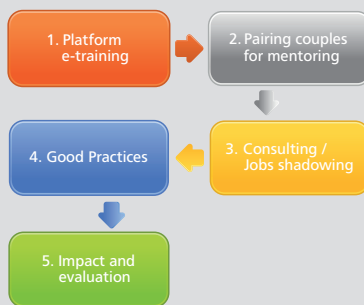 1. Platform
e-training
2. Pairing couples
for mentoring
3. Consulting /
Jobs shadowing
4. Good Practices
5. Impact and
evaluation